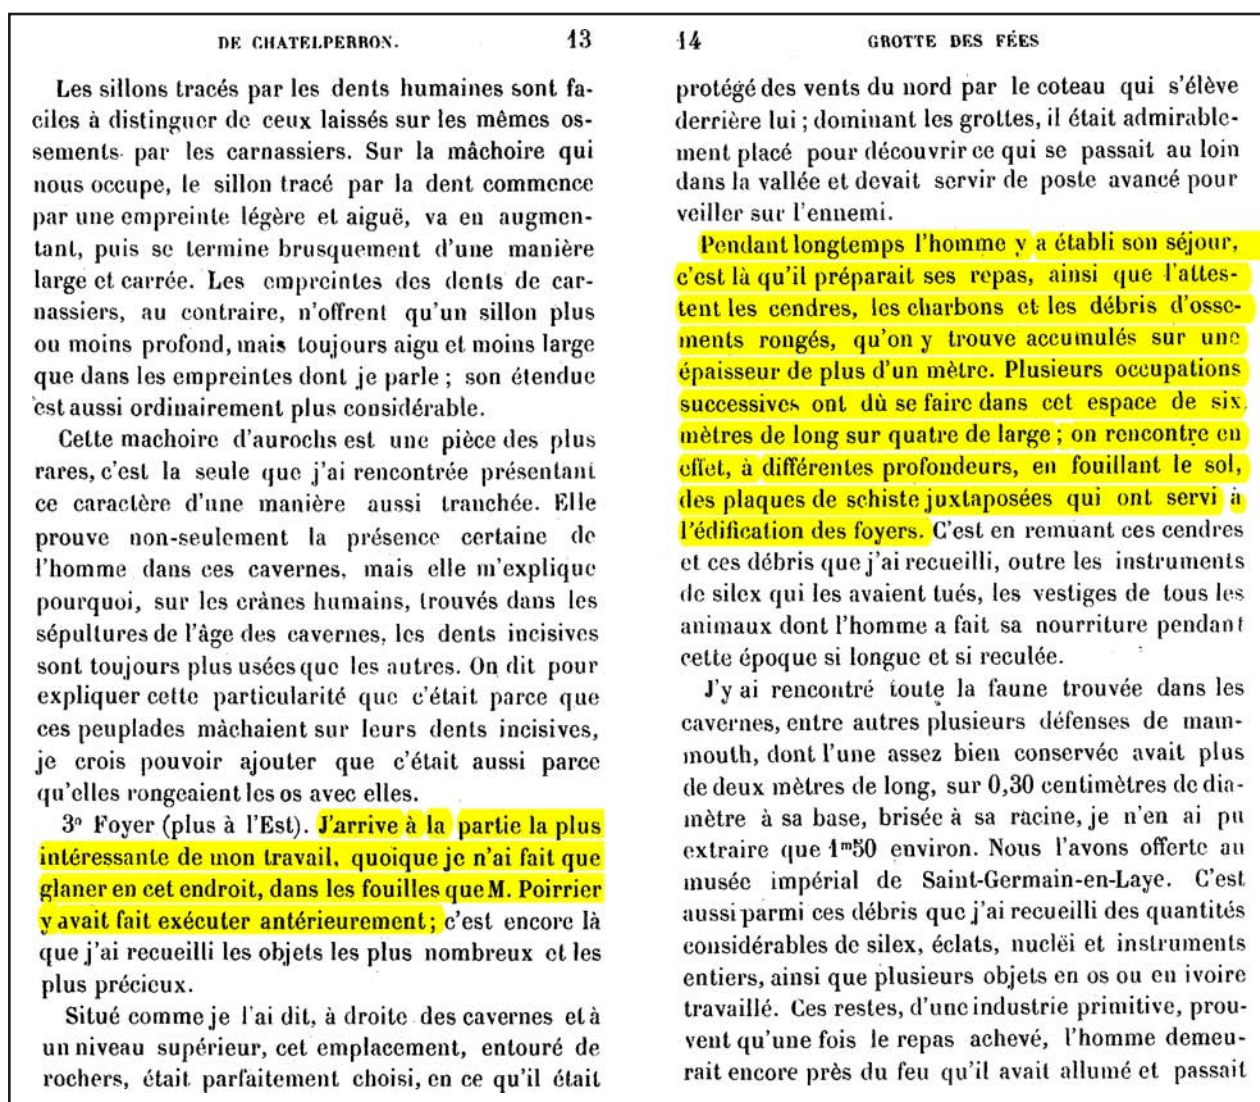 DE CHATELPERRON. 13
Les sillons tracés par les dents humaines sont fa-
ciles à distinguer de ceux laissés sur les mêmes os-
sements par les carnassiers. Sur la mâchoire qui
nous occupe, le sillon tracé par la dent commence
par une empreinte légère et aiguë, va en augmen-
tant, puis se termine brusquement d'une manière
large et carrée. Les empreintes des dents de car-
nassiers, au contraire, n'offrent qu'un sillon plus
ou moins profond, mais toujours aigu et moins large
que dans les empreintes dont je parle ; son étendue
est aussi ordinairement plus considérable.
Cette machoire d'aurochs est une pièce des plus
rares, c'est la seule que j'ai rencontrée présentant
ce caractère d'une manière aussi tranchée. Elle
prouve non-seulement la présence certaine de
l'homme dans ces cavernes, mais elle m'explique
pourquoi, sur les crânes humains, trouvés dans les
sépultures de l'âge des cavernes, les dents incisives
sont toujours plus usées que les autres. On dit pour
expliquer cette particularité que c'était parce que
ces peuplades mâchaient sur leurs dents incisives,
je crois pouvoir ajouter que c'était aussi parce
qu'elles rongeaient les os avec elles.
3º Foyer (plus à l'Est). J'arrive à la partie la plus
intéressante de mon travail, quoique je n'ai fait que
glaner en cet endroit, dans les fouilles que M. Poirrier
y avait fait exécuter antérieurement ; c'est encore là
que j'ai recueilli les objets les plus nombreux et les
plus précieux.
Situé comme je l'ai dit, à droite des cavernes et à
un niveau supérieur, cet emplacement, entouré de
rochers, était parfaitement choisi, en ce qu'il était
14 GROTTE DES FÉES
protégé des vents du nord par le coteau qui s'élève
derrière lui ; dominant les grottes, il était admirable-
ment placé pour découvrir ce qui se passait au loin
dans la vallée et devait servir de poste avancé pour
veiller sur l'ennemi.
Pendant longtemps l'homme y a établi son séjour,
c'est là qu'il préparait ses repas, ainsi que l'attes-
tent les cendres, les charbons et les débris d'osse-
ments rongés, qu'on y trouve accumulés sur une
épaisseur de plus d'un mètre. Plusieurs occupations
successives ont dû se faire dans cet espace de six
mètres de long sur quatre de large ; on rencontre en
effet, à différentes profondeurs, en fouillant le sol,
des plaques de schiste juxtaposées qui ont servi à
l'édification des foyers. C'est en remuant ces cendres
et ces débris que j'ai recueilli, outre les instruments
de silex qui les avaient tués, les vestiges de tous les
animaux dont l'homme a fait sa nourriture pendant
cette époque si longue et si reculée.
J'y ai rencontré toute la faune trouvée dans les
cavernes, entre autres plusieurs défenses de mam-
mouth, dont l'une assez bien conservée avait plus
de deux mètres de long, sur 0,30 centimètres de dia-
mètre à sa base, brisée à sa racine, je n'en ai pu
extraire que 1m50 environ. Nous l'avons offerte au
musée impérial de Saint-Germain-en-Laye. C'est
aussi parmi ces débris que j'ai recueilli des quantités
considérables de silex, éclats, nucléi et instruments
entiers, ainsi que plusieurs objets en os ou en ivoire
travaillé. Ces restes, d'une industrie primitive, prou-
vent qu'une fois le repas achevé, l'homme demeu-
rait encore près du feu qu'il avait allumé et passait